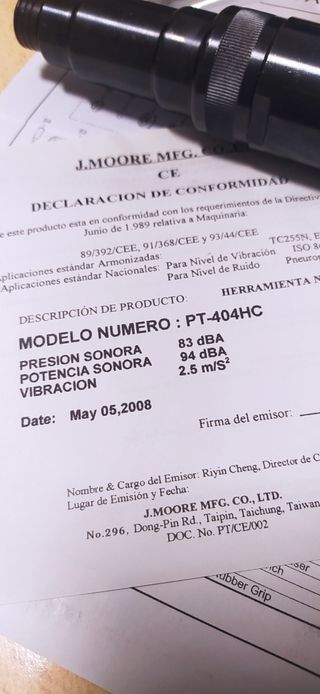 J.MOORE MFG.
CE
DECLARACION DE CONFORMIDAD
e este producto esta en conformidad con los requerimientos de la Directiv
Junio de 1.989 relativa a Maquinaria:
89/392/CEE, 91/368/CEE y 93/44/CEE
plicaciones estándar Armonizadas: TC255N, E
Aplicaciones estándar Nacionales: Para Nivel de Vibración ISO 8
Para Nivel de Ruido Pneuro
DESCRIPCIÓN DE PRODUCTO: HERRAMIENTA N
MODELO NUMERO : PT-404HC
PRESION SONORA 83 dBA
POTENCIA SONORA 94 dBA
VIBRACION 2.5 m/S²
Date: May 05,2008
Firma del emisor:
Nombre & Cargo del Emisor: Riyin Cheng, Director de C
Lugar de Emisión y Fecha:
J.MOORE MFG. CO., LTD.
No.296, Dong-Pin Rd., Taipin, Taichung, Taiwan
DOC. No. PT/CE/002
ubber Grip